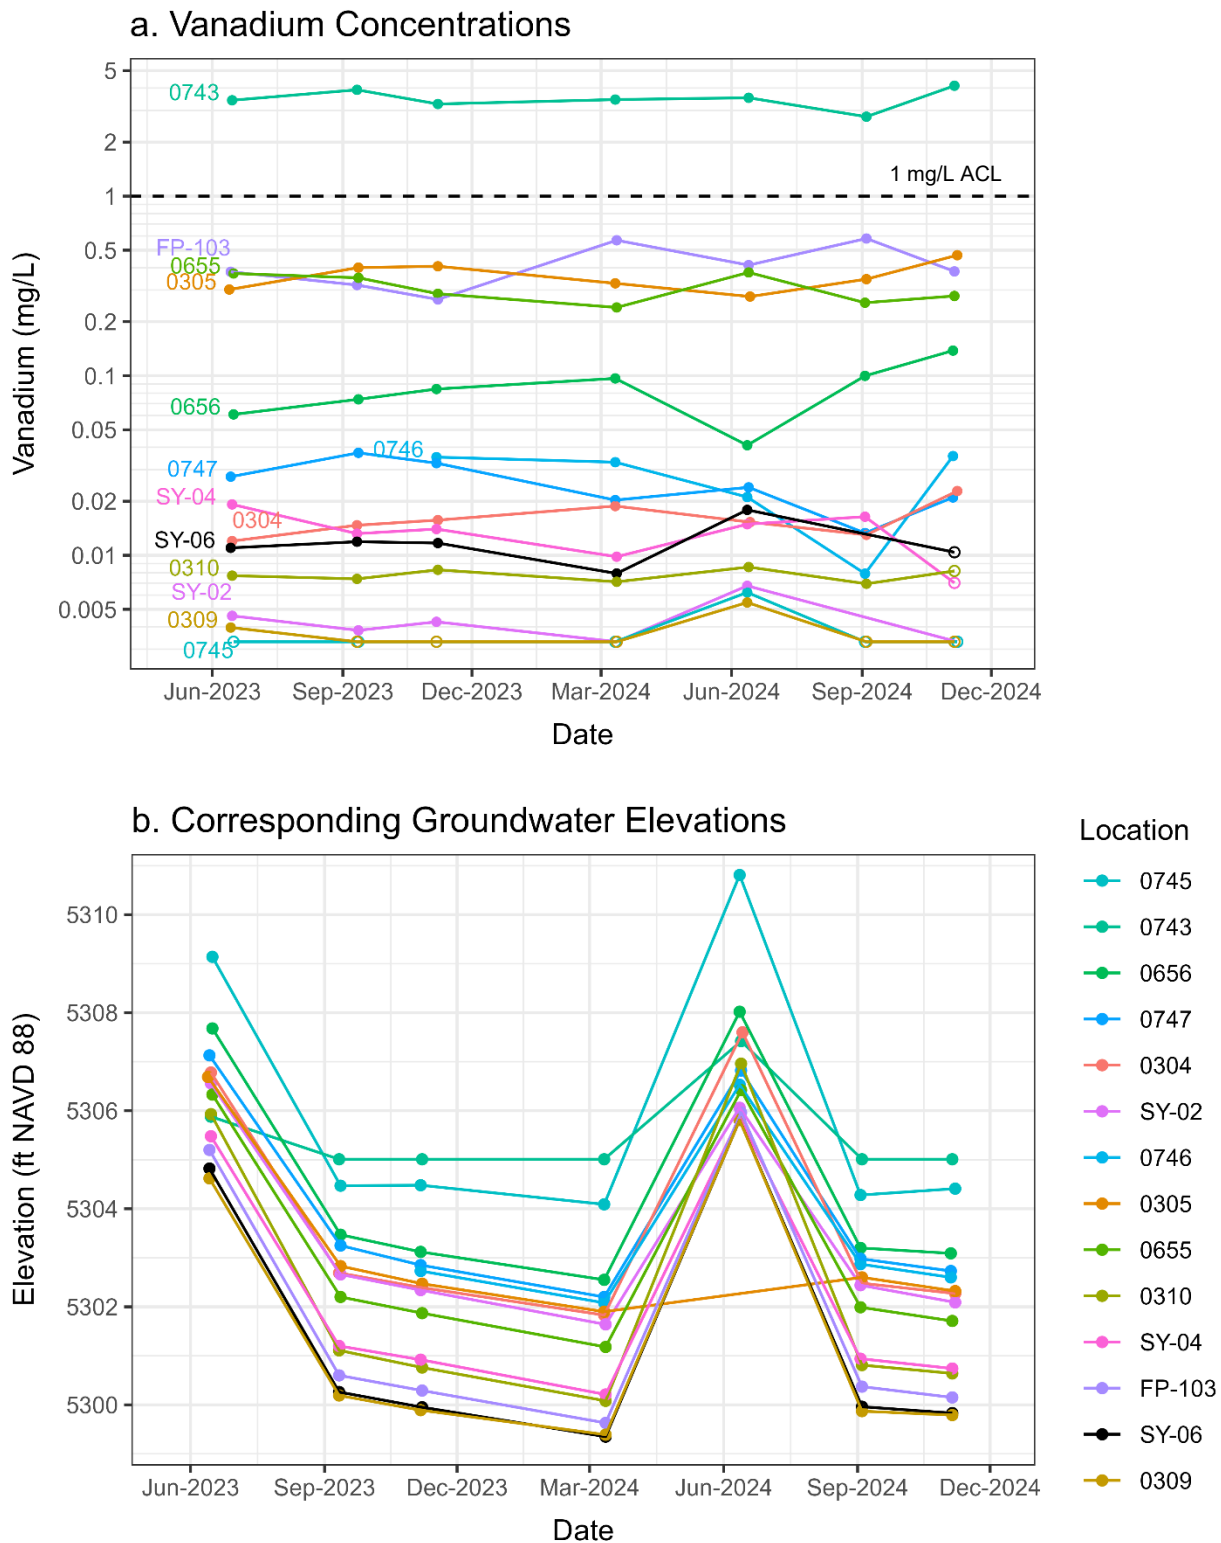 a. Vanadium Concentrations
Vanadium (mg/L)
5
2
1
0.5
0.2
0.1
0.05
0.02
0.01
0.005
0743
1 mg/L ACL
FP-103
0655
0305
0656
0746
0747
SY-04
0304
SY-06
0310
SY-02
0309
0745
Jun-2023 Sep-2023 Dec-2023 Mar-2024 Jun-2024 Sep-2024 Dec-2024
Date
b. Corresponding Groundwater Elevations
Elevation (ft NAVD 88)
5310
5308
5306
5304
5302
5300
Jun-2023 Sep-2023 Dec-2023 Mar-2024 Jun-2024 Sep-2024 Dec-2024
Date
Location
0745
0743
0656
0747
0304
SY-02
0746
0305
0655
0310
SY-04
FP-103
SY-06
0309